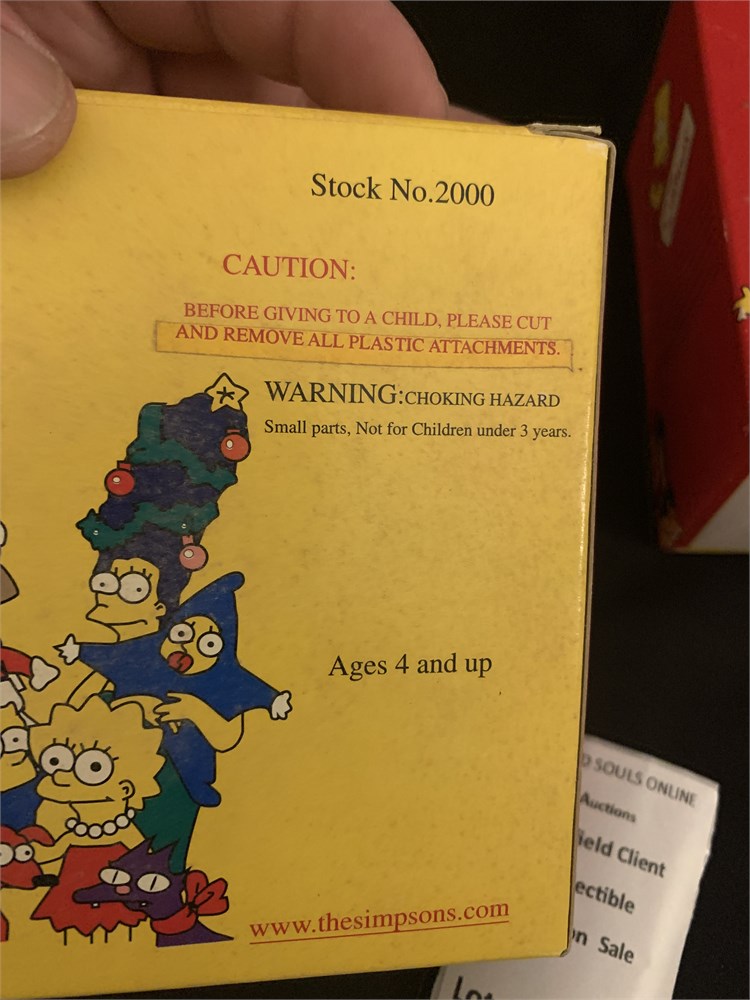 Stock No.2000
CAUTION:
BEFORE GIVING TO A CHILD, PLEASE CUT
AND REMOVE ALL PLASTIC ATTACHMENTS.
WARNING:CHOKING HAZARD
Small parts, Not for Children under 3 years.
Ages 4 and up
www.thesimpsons.com
SOULS ONLINE
Auctions
ield Client
ectible
Sale